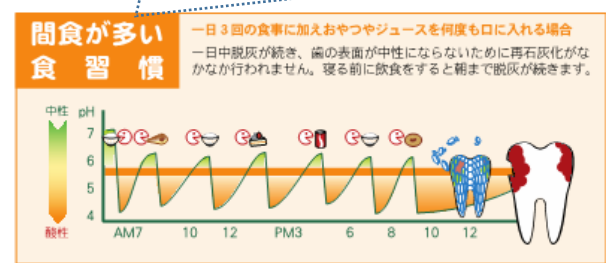 間食が多い
食習慣
一日3回の食事に加えおやつやジュースを何度も口に入れる場合
一日中脱灰が続き、歯の表面が中性にならないために再石灰化がな
かなか行われません。寝る前に飲食をすると朝まで脱灰が続きます。
中性 pH
7
6
5
4
酸性
AM7 10 12 PM3 6 8 10 12